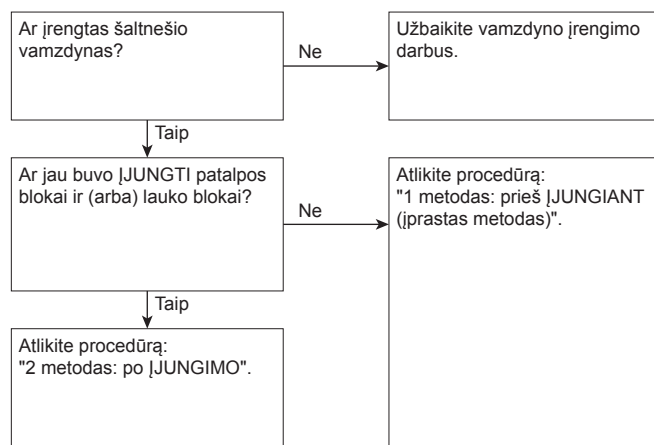 Ar įrengtas šaltnešio
vamzdynas?
Ne
Užbaikite vamzdyno įrengimo
darbus.
Taip
Ar jau buvo ĮJUNGTI patalpos
blokai ir (arba) lauko blokai?
Ne
Atlikite procedūrą:
"1 metodas: prieš ĮJUNGIANT
(įprastas metodas)".
Taip
Atlikite procedūrą:
"2 metodas: po ĮJUNGIMO".